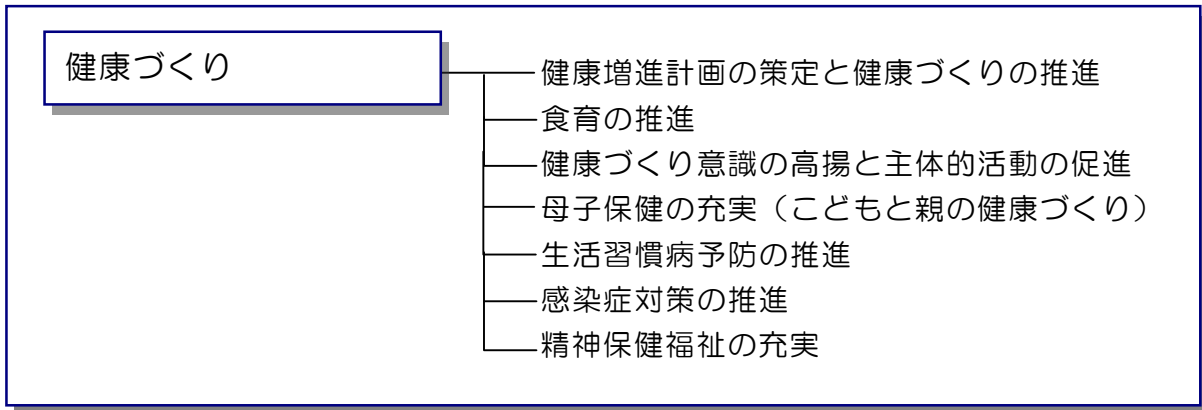 健康づくり
健康増進計画の策定と健康づくりの推進
食育の推進
健康づくり意識の高揚と主体的活動の促進
母子保健の充実（こどもと親の健康づくり）
生活習慣病予防の推進
感染症対策の推進
精神保健福祉の充実